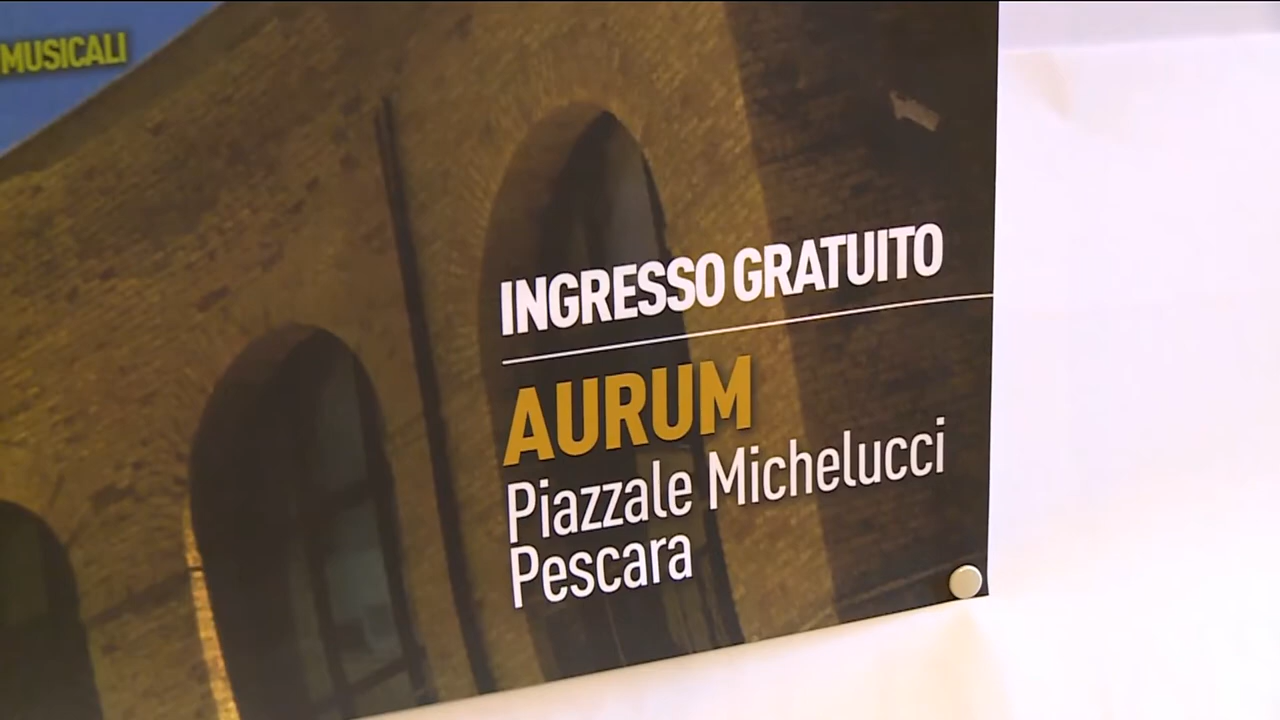 MUSICALI
INGRESSO GRATUITO
AURUM
Piazzale Michelucci
Pescara